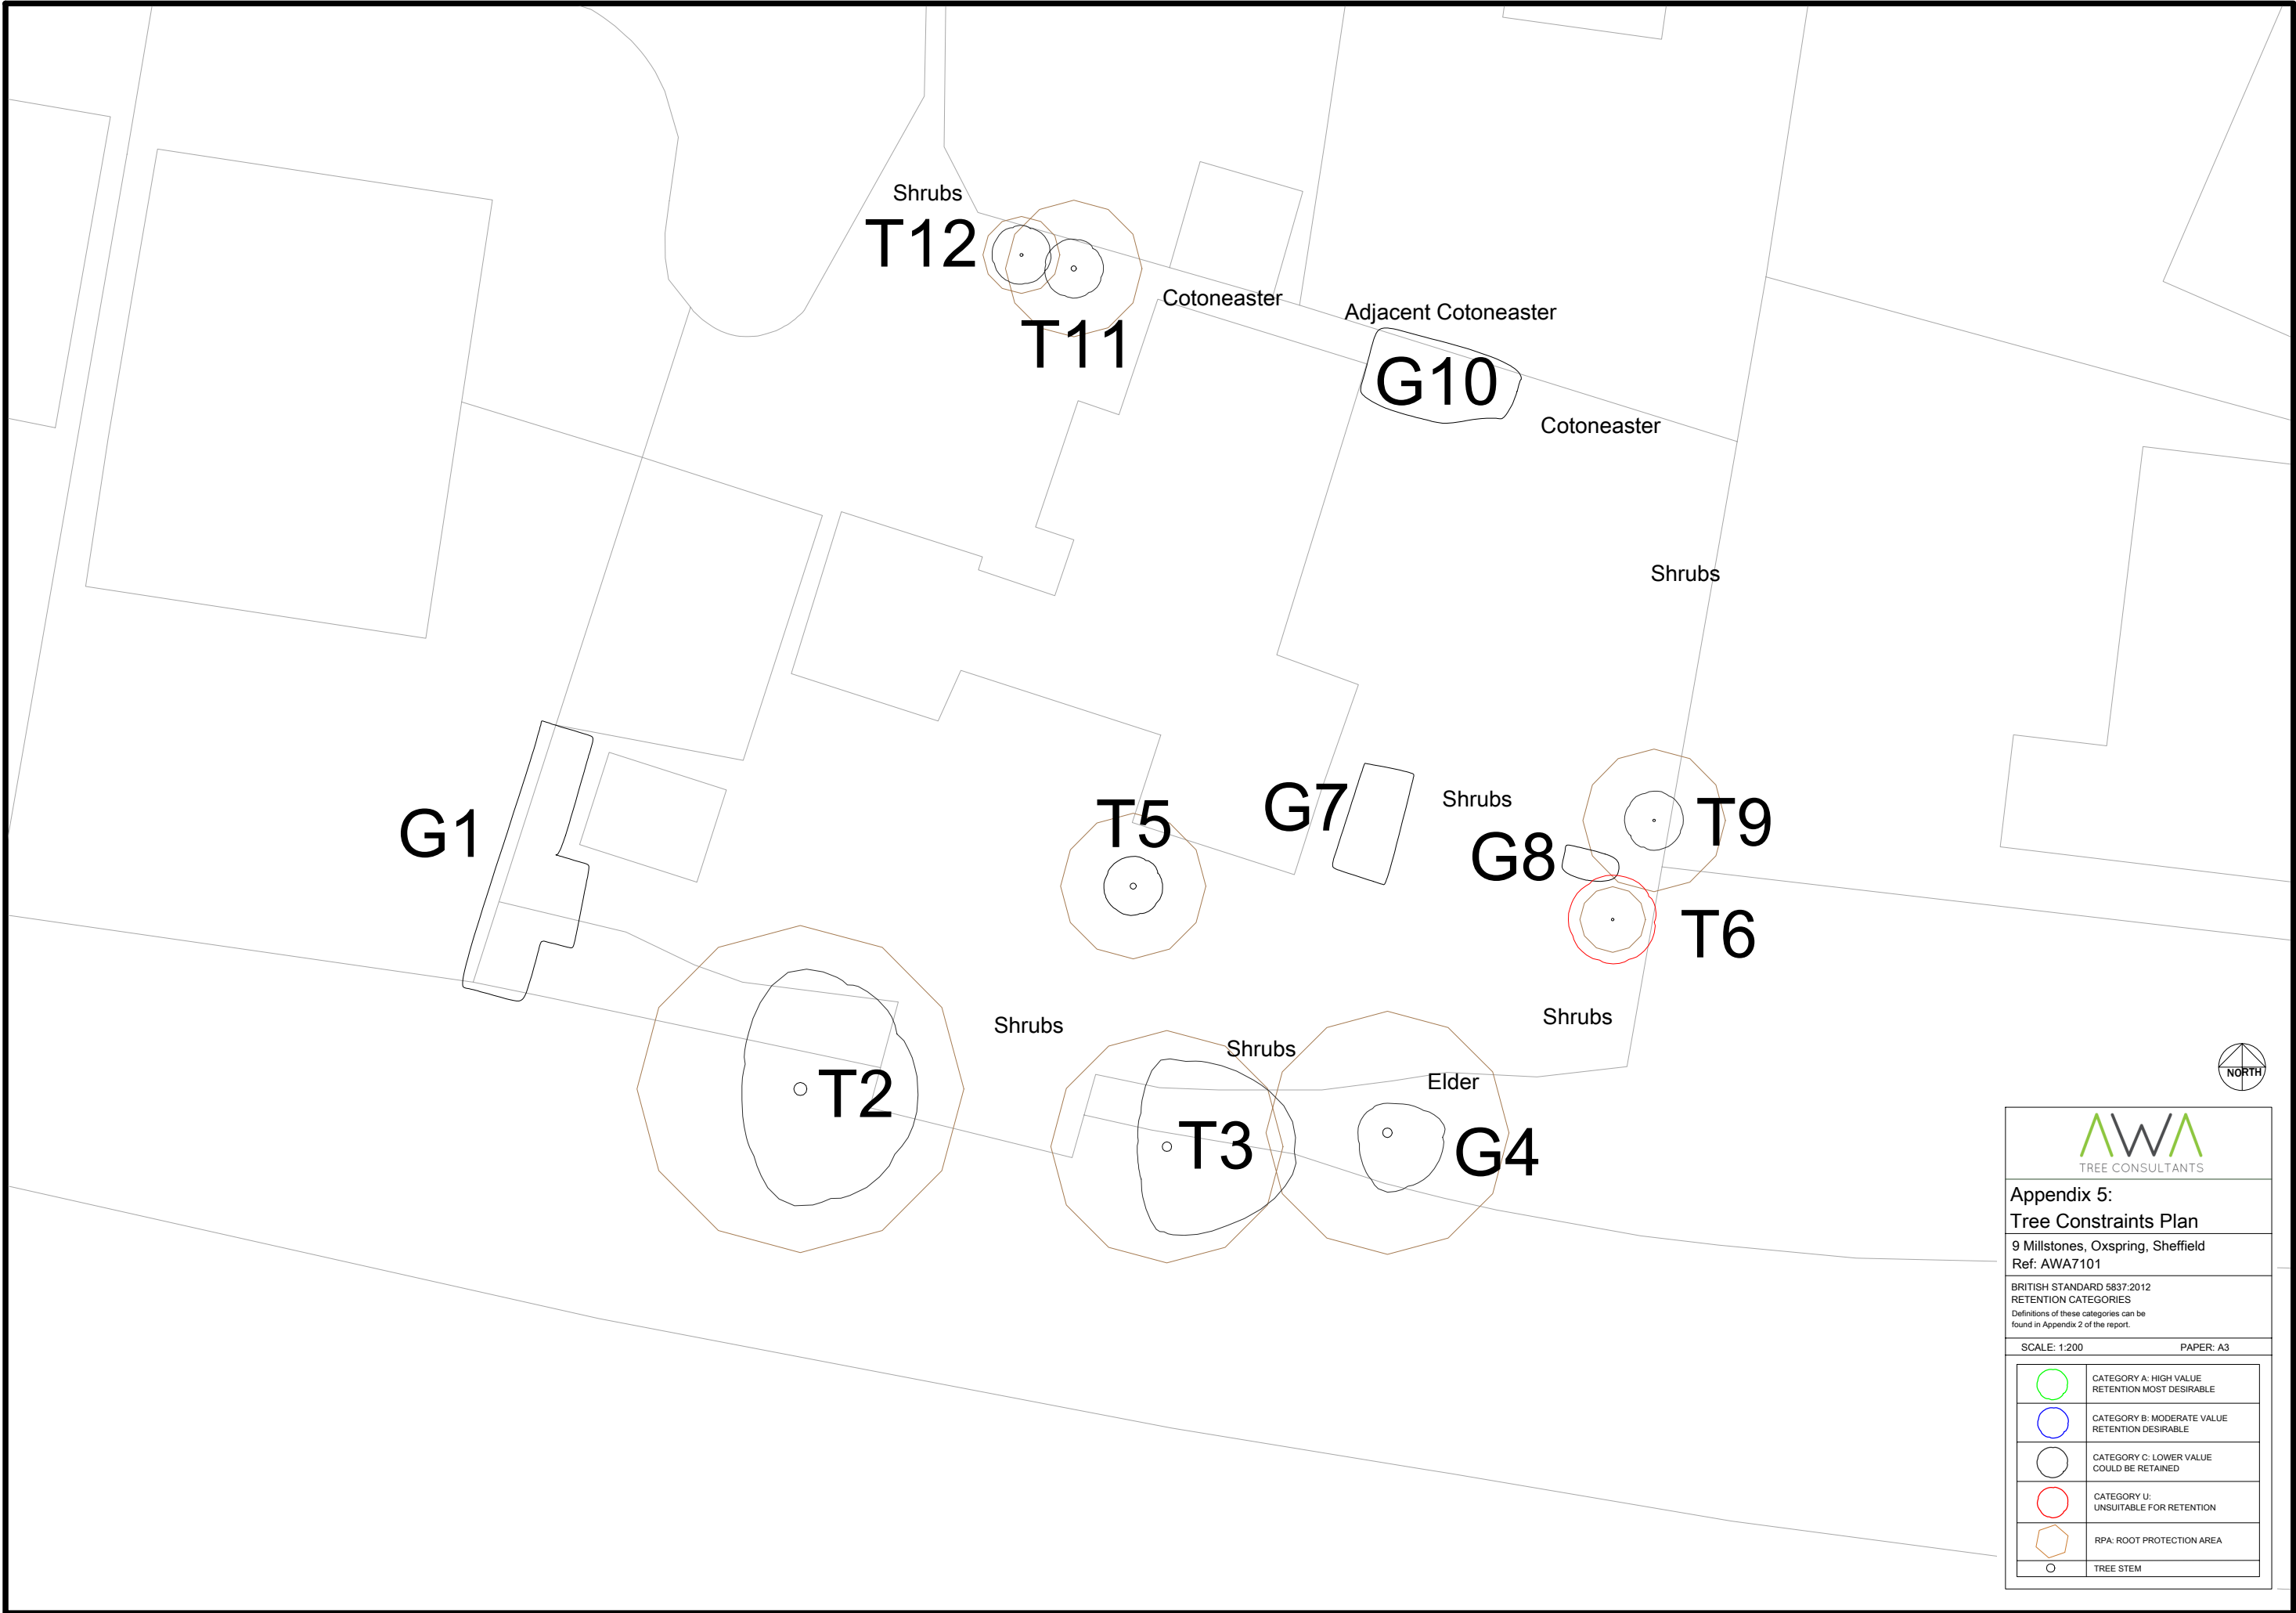 Shrubs
T12
T11
Cotoneaster
Adjacent Cotoneaster
G10
Cotoneaster
Shrubs
G1
T5
G7
Shrubs
G8
T9
T6
Shrubs
Shrubs
Shrubs
Elder
T2
T3
G4
NORTH
AWA
TREE CONSULTANTS
Appendix 5:
Tree Constraints Plan
9 Millstones, Oxspring, Sheffield
Ref: AWA7101
BRITISH STANDARD 5837:2012
RETENTION CATEGORIES
Definitions of these categories can be
found in Appendix 2 of the report.
SCALE: 1:200 PAPER: A3
CATEGORY A: HIGH VALUE
RETENTION MOST DESIRABLE
CATEGORY B: MODERATE VALUE
RETENTION DESIRABLE
CATEGORY C: LOWER VALUE
COULD BE RETAINED
CATEGORY U:
UNSUITABLE FOR RETENTION
RPA: ROOT PROTECTION AREA
TREE STEM